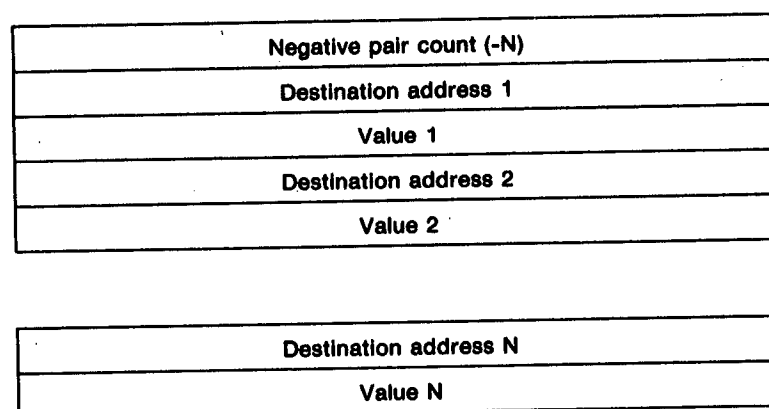 Negative pair count (-N)
Destination address 1
Value 1
Destination address 2
Value 2
Destination address N
Value N